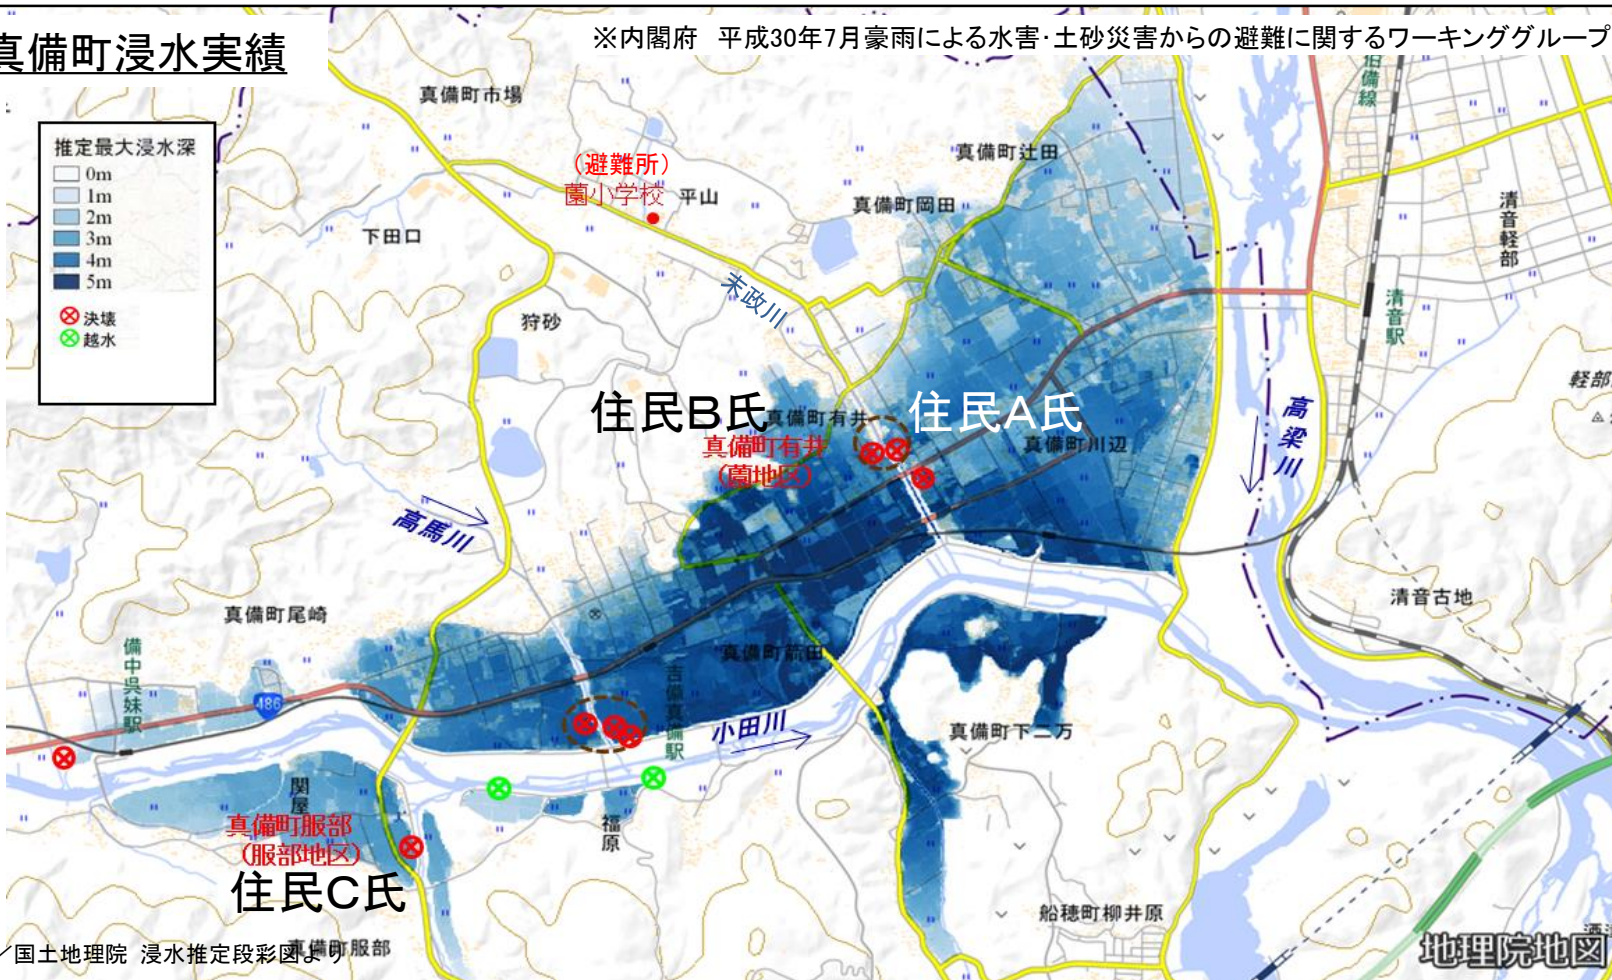 真備町浸水実績
※内閣府 平成30年7月豪雨による水害・土砂災害からの避難に関するワーキンググループ
伯備線
真備町市場
推定最大浸水深
0m
1m
2m
3m
4m
5m
決壊
越水
(避難所)
薗小学校
平山
真備町辻田
真備町岡田
下田口
清音軽部
末政川
狩砂
清音駅
軽部
住民B氏
真備町有井
住民A氏
真備町有井
(薗地区)
真備町川辺
高梁川
高馬川
清音古地
真備町尾崎
備中呉妹駅
486
真備町箭田
吉備真備駅
小田川
真備町下二万
関屋
真備町服部
(服部地区)
福原
住民C氏
船穂町柳井原
/国土地理院 浸水推定段彩図より
真備町服部
地理院地図